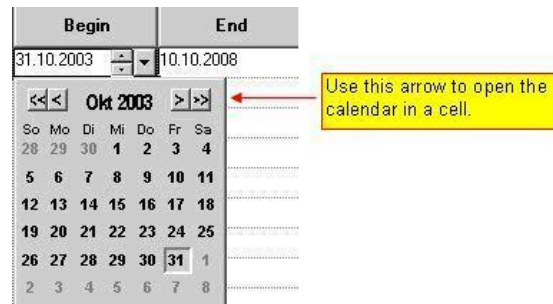 Begin End
31.10.2003 10.10.2008
<< < Okt 2003 > >>
Use this arrow to open the
calendar in a cell.
So Mo Di Mi Do Fr Sa
28 29 30 1 2 3 4
5 6 7 8 9 10 11
12 13 14 15 16 17 18
19 20 21 22 23 24 25
26 27 28 29 30 31 1
2 3 4 5 6 7 8